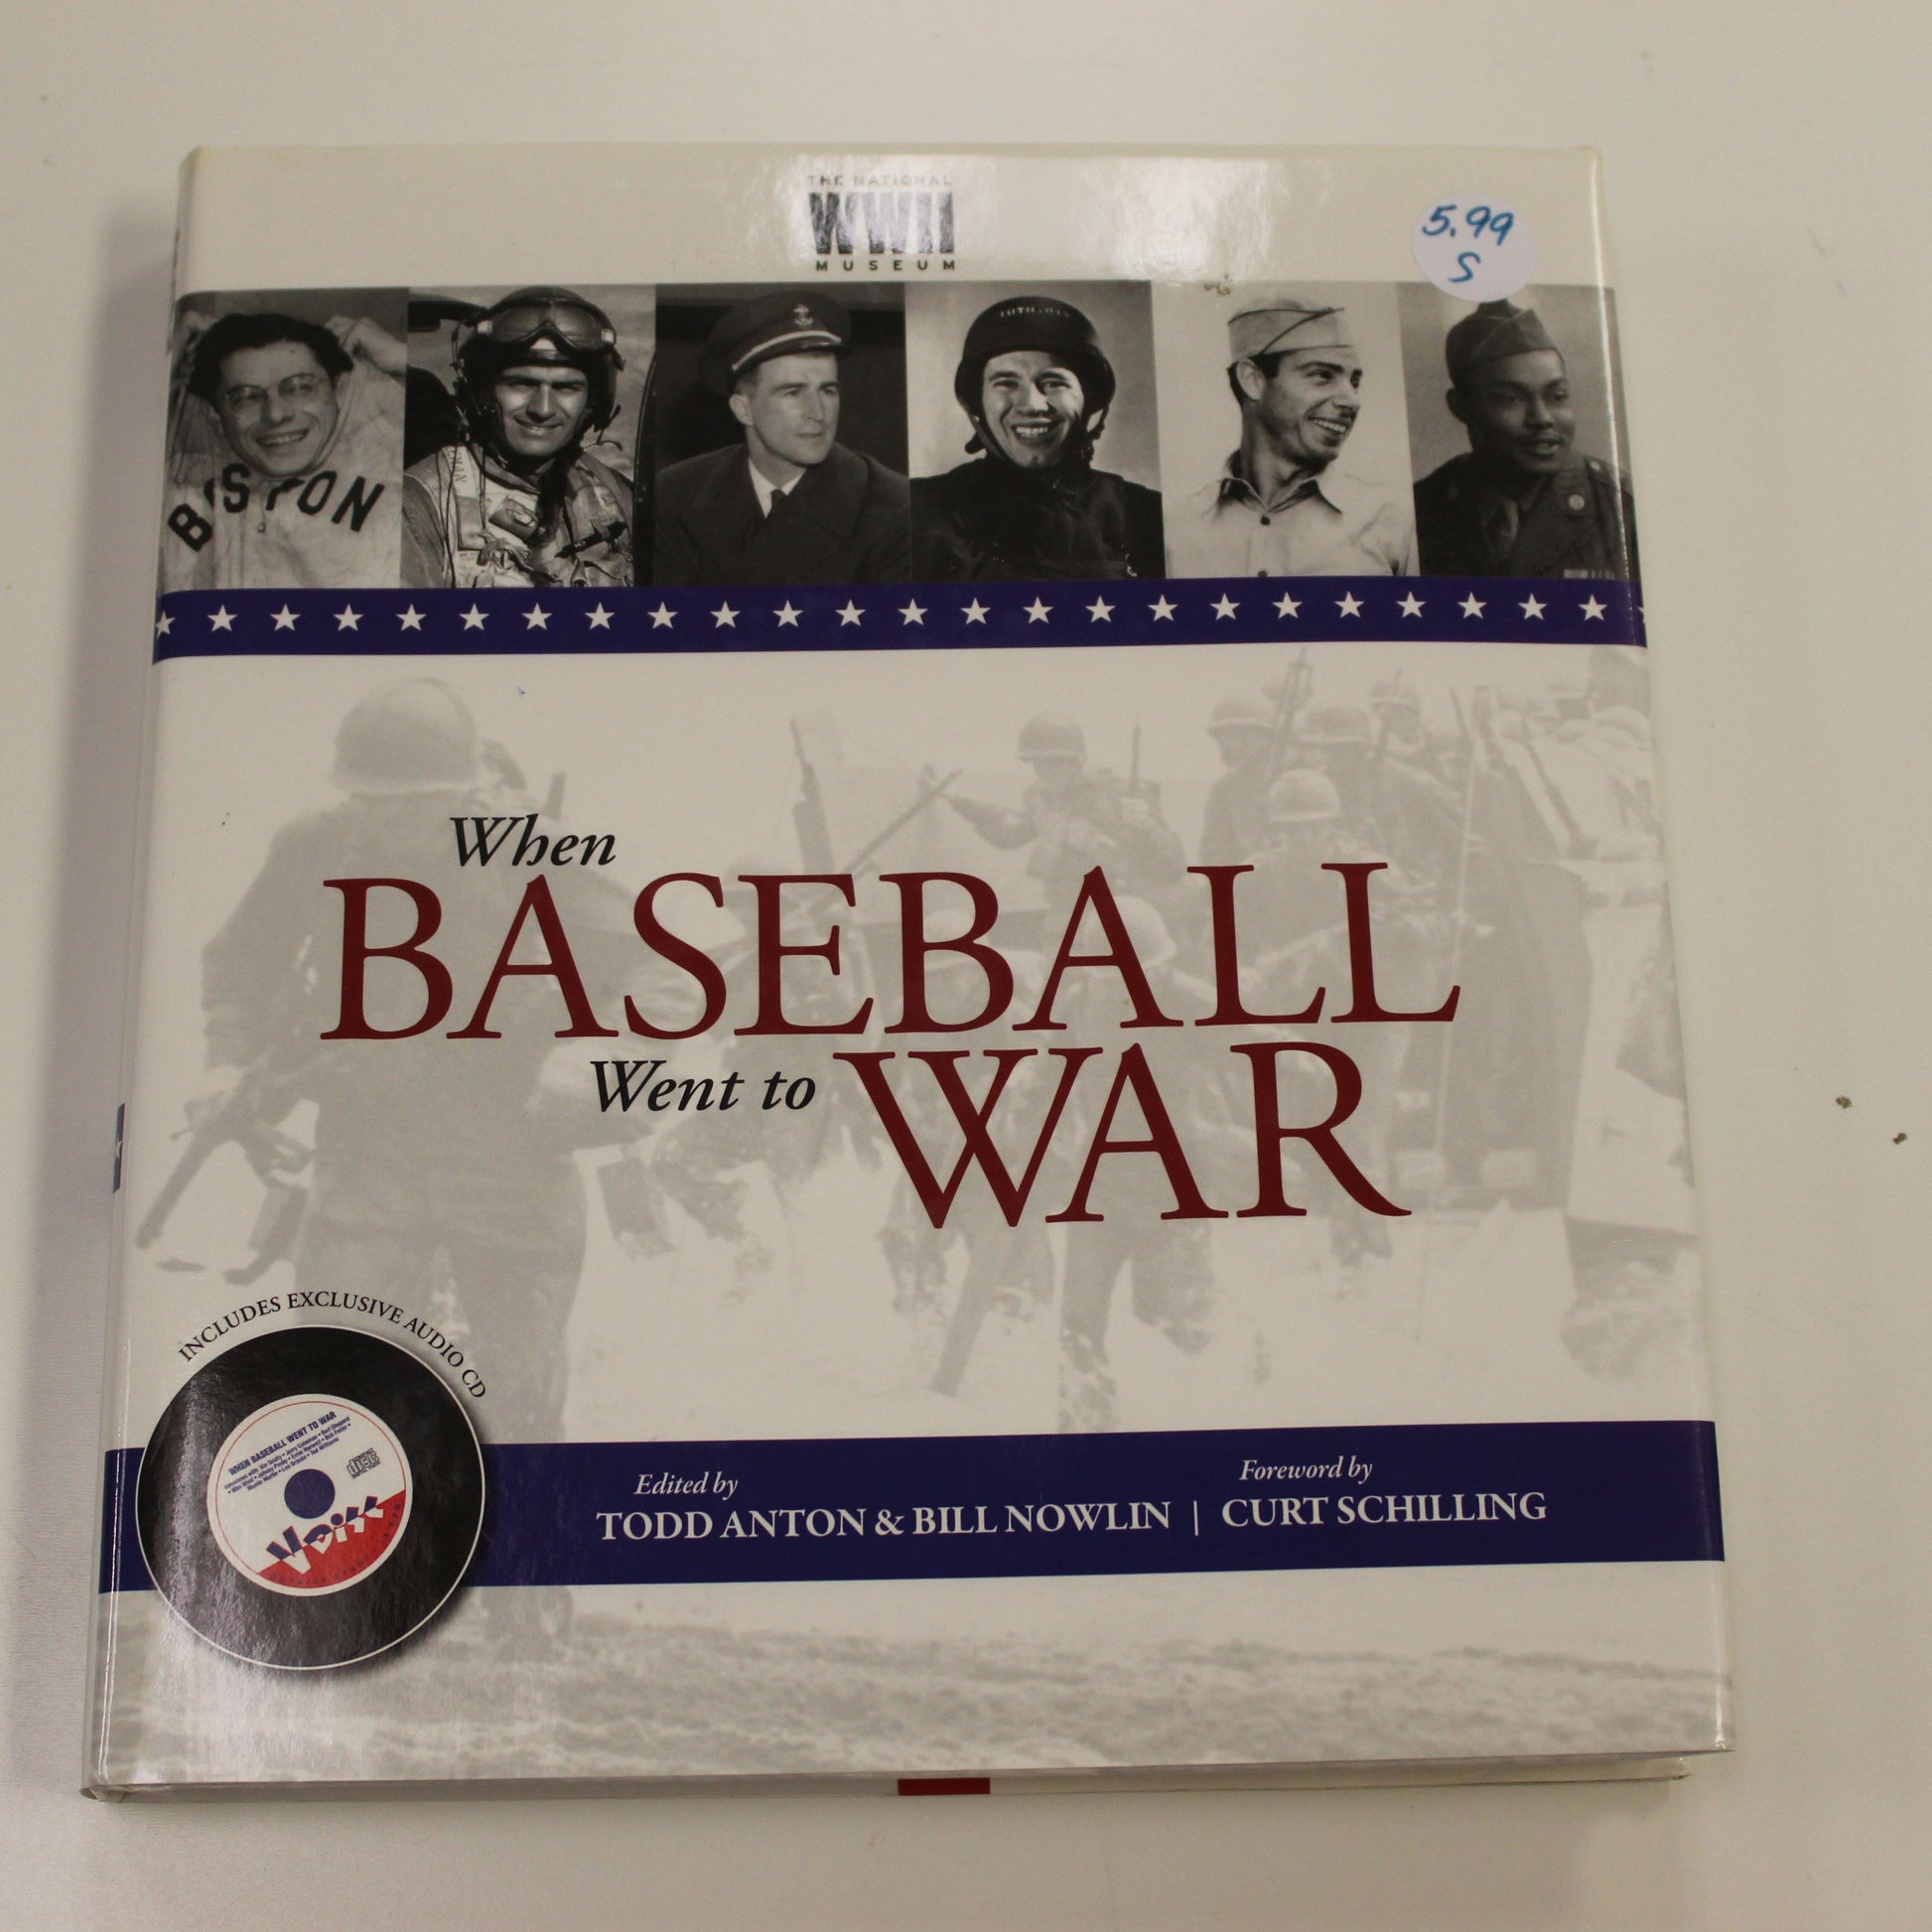 THE NATIONAL
WWII
MUSEUM
5.99
S
BOSTON
When
BASEBALL
Went to WAR
INCLUDES EXCLUSIVE AUDIO CD
WHEN BASEBALL WENT TO WAR
V Disc
Edited by
TODD ANTON & BILL NOWLIN | 
Foreword by
CURT SCHILLING